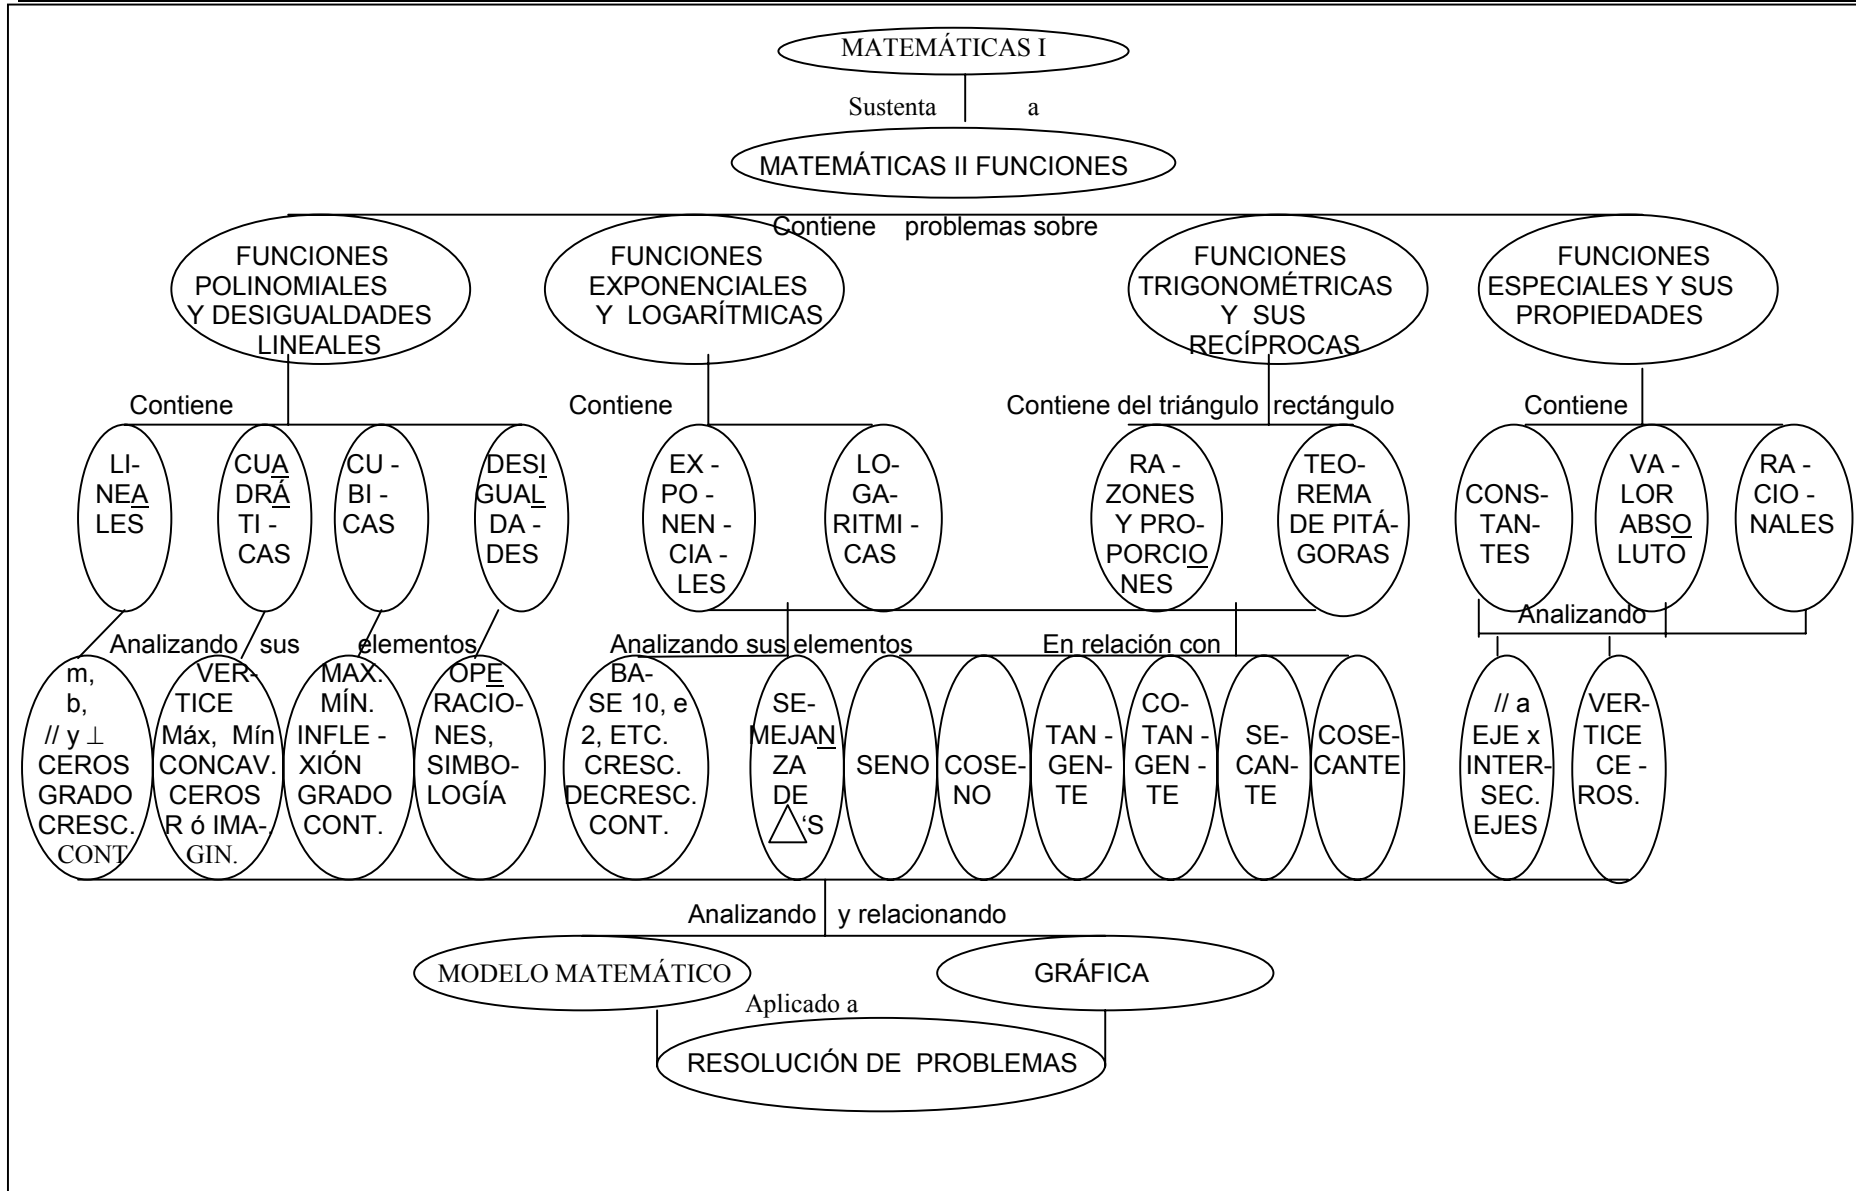 MATEMÁTICAS I
Sustenta a
MATEMÁTICAS II FUNCIONES
Contiene problemas sobre
FUNCIONES
POLINOMIALES
Y DESIGUALDADES
LINEALES
FUNCIONES
EXPONENCIALES
Y LOGARÍTMICAS
FUNCIONES
TRIGONOMÉTRICAS
Y SUS
RECÍPROCAS
FUNCIONES
ESPECIALES Y SUS
PROPIEDADES
Contiene
Contiene
Contiene del triángulo rectángulo
Contiene
LI-
NEA
LES
CUA
DRÁ
TI -
CAS
CU -
BI -
CAS
DESI
GUAL
DA -
DES
EX -
PO -
NEN -
CIA -
LES
LO-
GA-
RITMI -
CAS
RA -
ZONES
Y PRO-
PORCIO
NES
TEO-
REMA
DE PITÁ-
GORAS
CONS-
TAN-
TES
VA -
LOR
ABSO
LUTO
RA -
CIO -
NALES
Analizando sus elementos
Analizando sus elementos
En relación con
Analizando
m,
b,
// y ⊥
CEROS
GRADO
CRESC.
CONT
VER-
TICE
Máx, Mín
CONCAV.
CEROS
R ó IMA-.
GIN.
MAX.
MÍN.
INFLE -
XIÓN
GRADO
CONT.
OPE
RACIO-
NES,
SIMBO-
LOGÍA
BA-
SE 10, e
2, ETC.
CRESC.
DECRESC.
CONT.
SE-
MEJAN
ZA
DE
‘S
SENO
COSE-
NO
TAN -
GEN-
TE
CO-
TAN -
GEN -
TE
SE-
CAN-
TE
COSE-
CANTE
// a
EJE x
INTER-
SEC.
EJES
VER-
TICE
CE -
ROS.
Analizando y relacionando
MODELO MATEMÁTICO
GRÁFICA
Aplicado a
RESOLUCIÓN DE PROBLEMAS